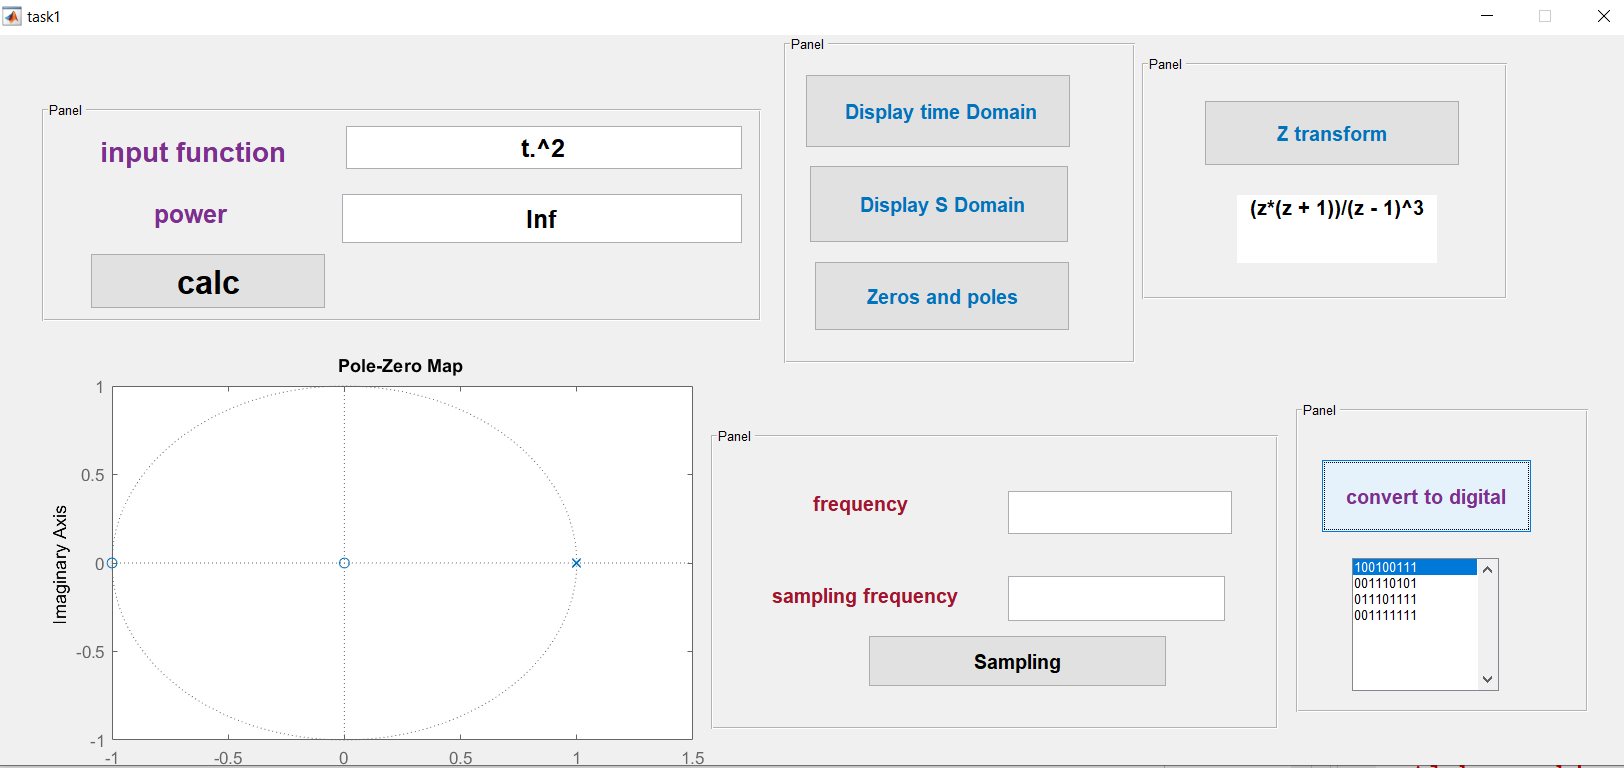 task1
Panel
input function
t.^2
power
Inf
calc
Panel
Display time Domain
Display S Domain
Zeros and poles
Panel
Z transform
(z*(z + 1))/(z - 1)^3
Pole-Zero Map
Imaginary Axis
1
0.5
0
-0.5
-1
-1
-0.5
0
0.5
1
1.5
Panel
frequency
sampling frequency
Sampling
Panel
convert to digital
100100111
001110101
011101111
001111111